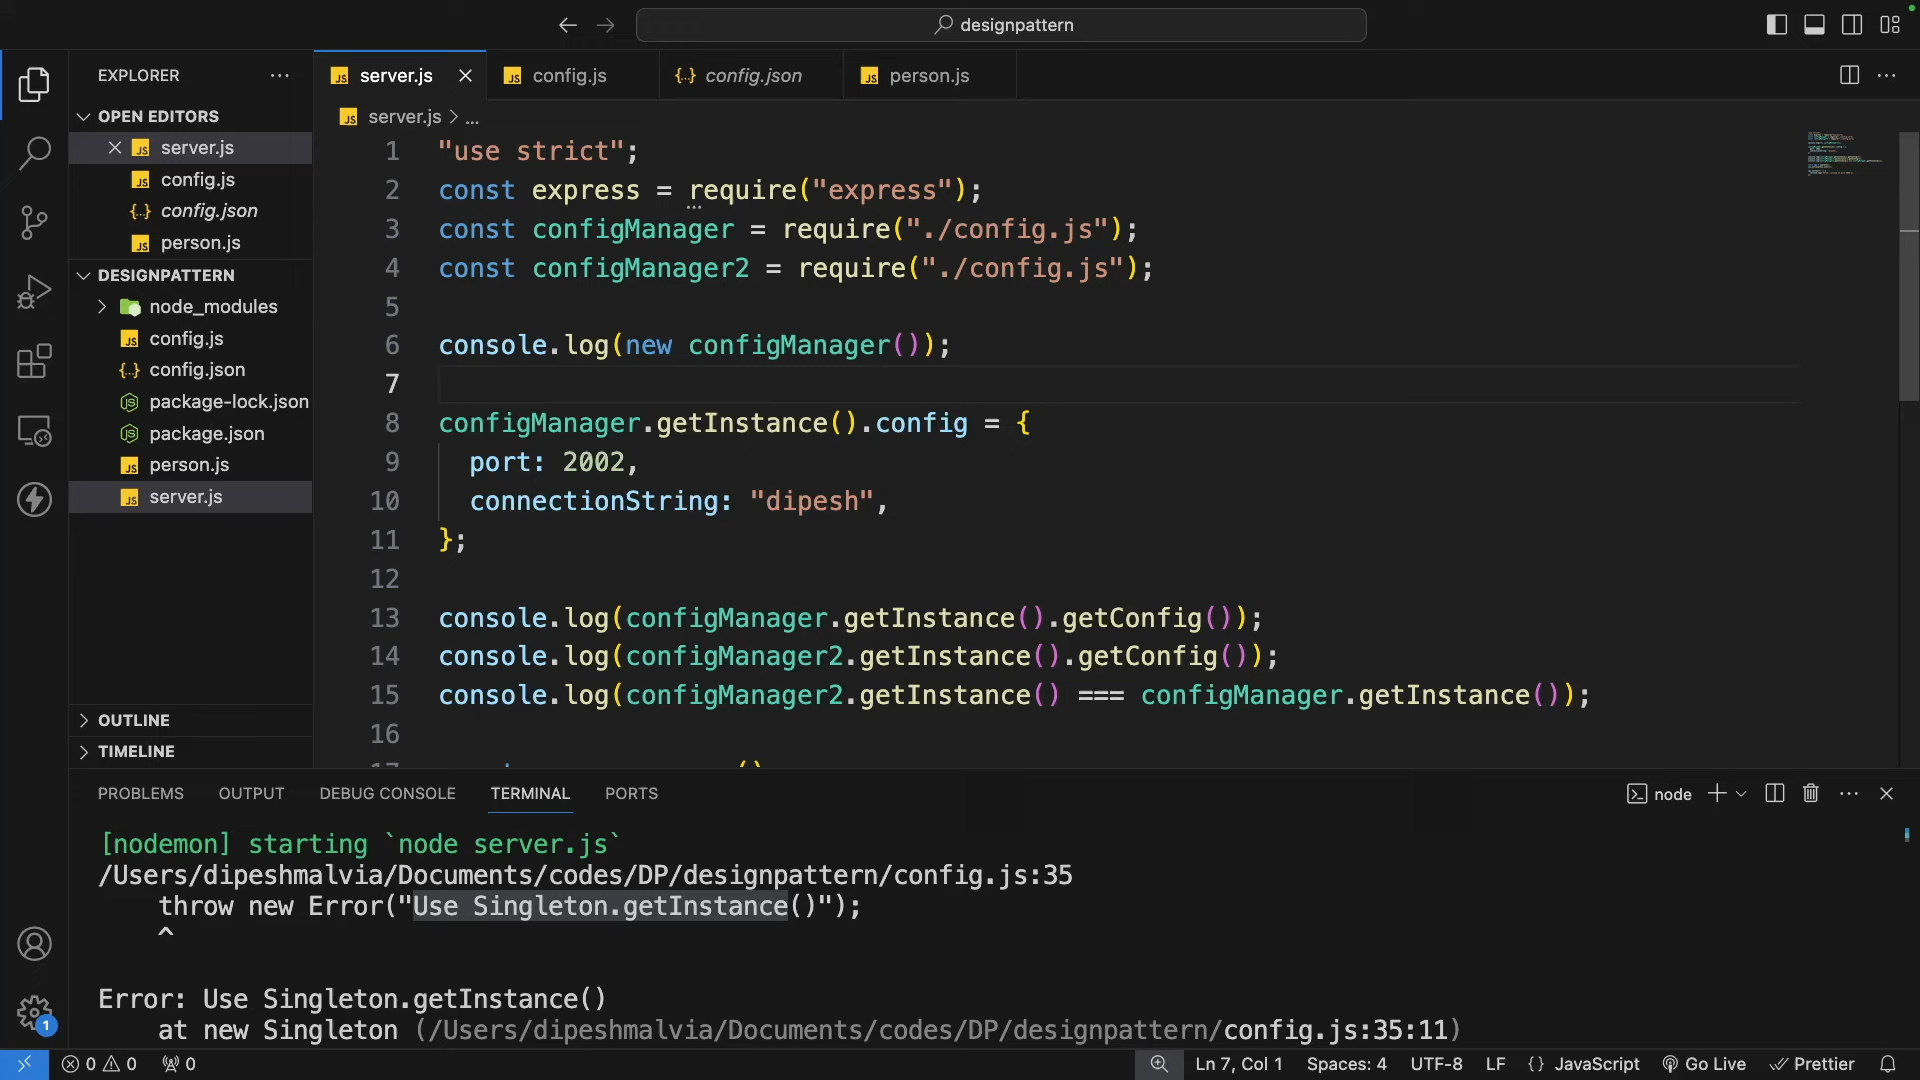 designpattern
EXPLORER
OPEN EDITORS
server.js
config.js
config.json
person.js
DESIGNPATTERN
node_modules
config.js
config.json
package-lock.json
package.json
person.js
server.js
OUTLINE
TIMELINE
server.js
config.js
config.json
person.js
server.js > ...
1 "use strict";
2 const express = require("express");
3 const configManager = require("./config.js");
4 const configManager2 = require("./config.js");
5
6 console.log(new configManager());
7
8 configManager.getInstance().config = {
9 port: 2002,
10 connectionString: "dipesh",
11 };
12
13 console.log(configManager.getInstance().getConfig());
14 console.log(configManager2.getInstance().getConfig());
15 console.log(configManager2.getInstance() === configManager.getInstance());
16
PROBLEMS OUTPUT DEBUG CONSOLE TERMINAL PORTS
node
[nodemon] starting `node server.js`
/Users/dipeshmalvia/Documents/codes/DP/designpattern/config.js:35
throw new Error("Use Singleton.getInstance()");
^
Error: Use Singleton.getInstance()
at new Singleton (/Users/dipeshmalvia/Documents/codes/DP/designpattern/config.js:35:11)
1
0 0 0 Ln 7, Col 1 Spaces: 4 UTF-8 LF {} JavaScript Go Live Prettier